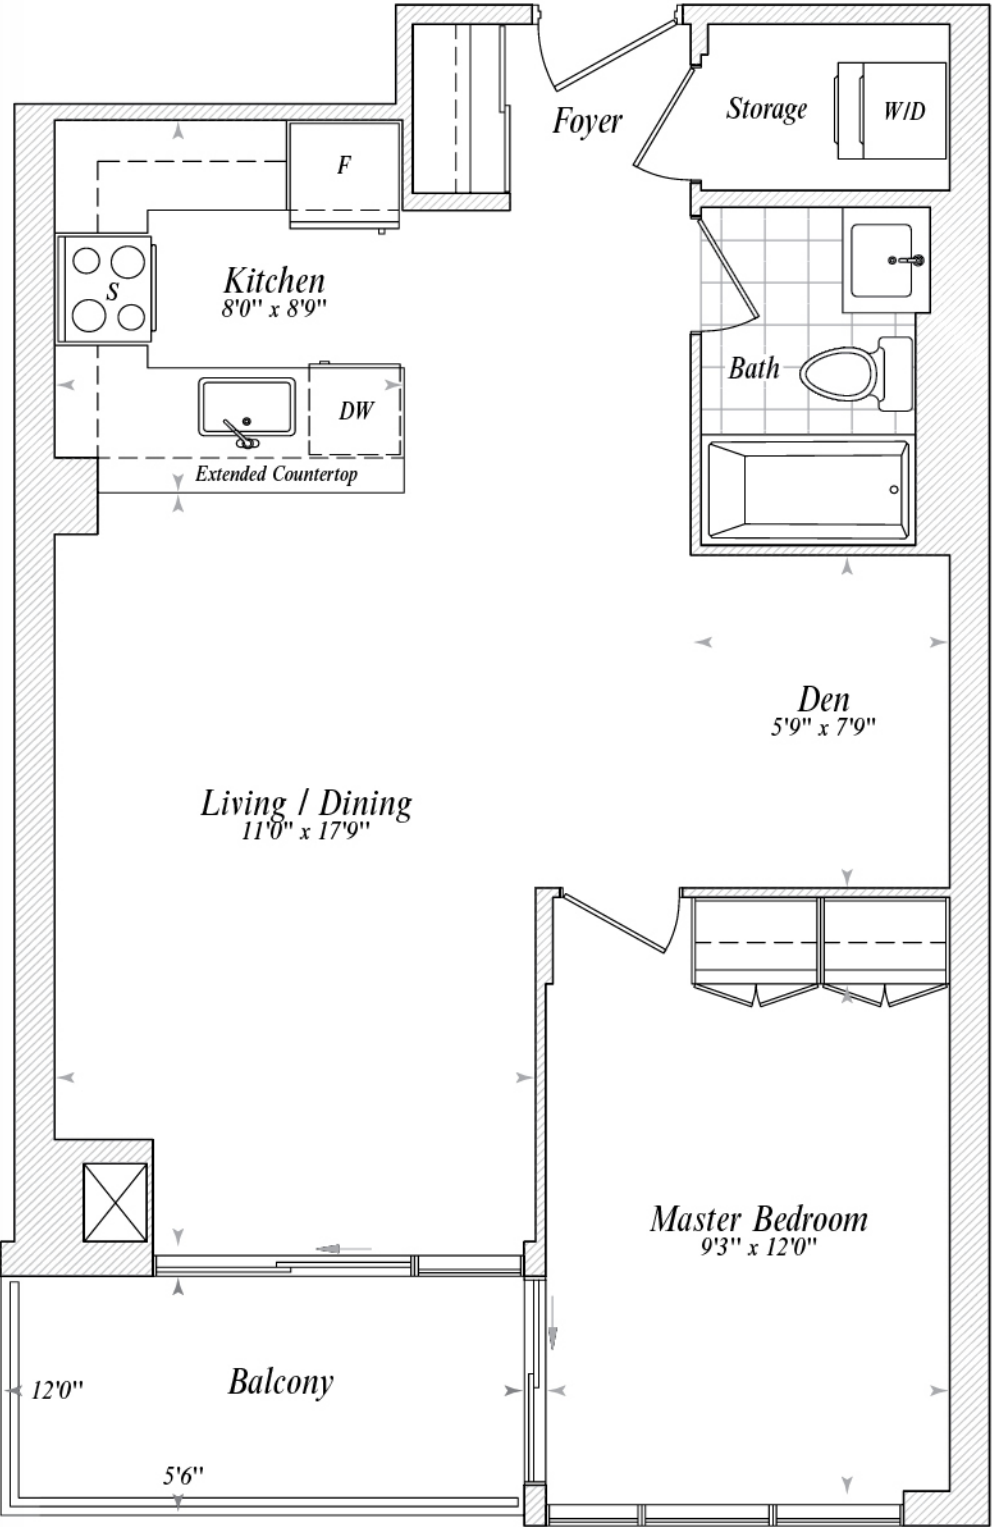 Foyer
Storage
W/D
F
Kitchen
8'0" x 8'9"
S
Bath
DW
Extended Countertop
Den
5'9" x 7'9"
Living / Dining
11'0" x 17'9"
Master Bedroom
9'3" x 12'0"
Balcony
12'0"
5'6"